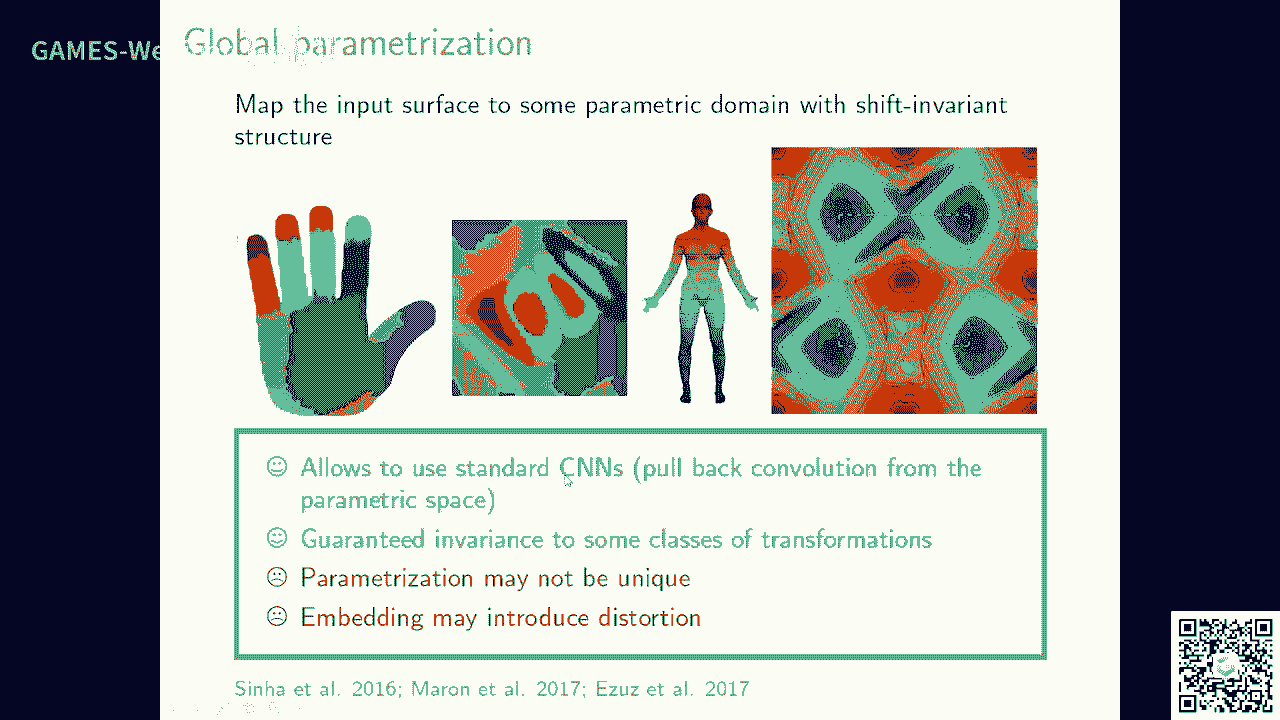 GAMES-We
Global parametrization
Map the input surface to some parametric domain with shift-invariant
structure
Allows to use standard CNNs (pull back convolution from the
parametric space)
Guaranteed invariance to some classes of transformations
Parametrization may not be unique
Embedding may introduce distortion
Sinha et al. 2016; Maron et al. 2017; Ezuz et al. 2017